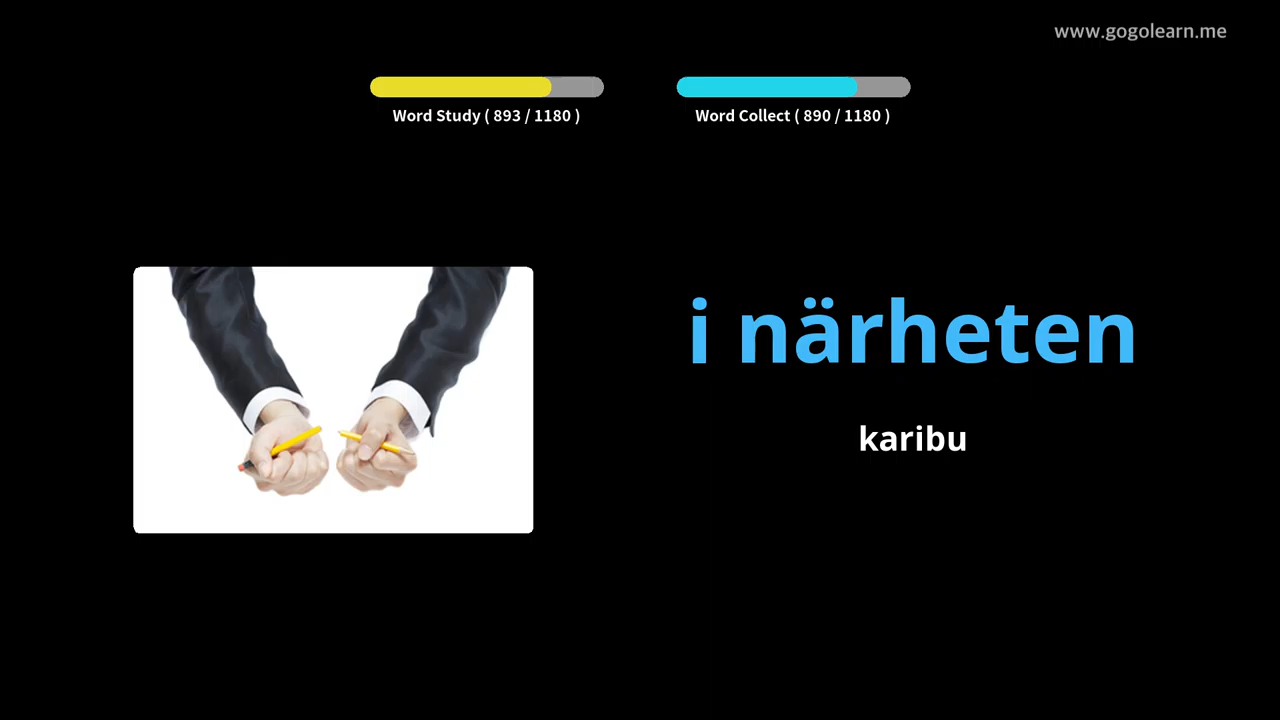 www.gogolearn.me
Word Study ( 893 / 1180 )
Word Collect ( 890 / 1180 )
i närheten
karibu